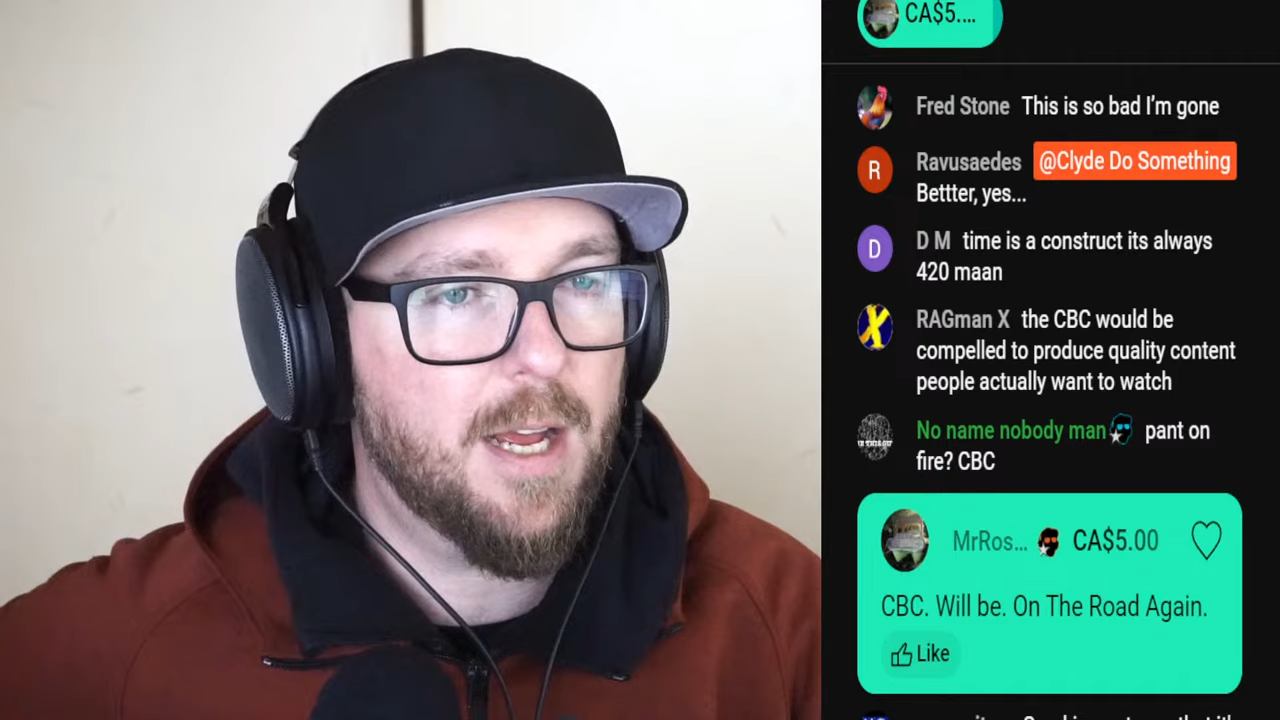 CA$5....
Fred Stone This is so bad I'm gone
Ravusaedes @Clyde Do Something
R
Bettter, yes...
D M time is a construct its always
D
420 maan
RAGman X the CBC would be
compelled to produce quality content
people actually want to watch
No name nobody man pant on
fire? CBC
MrRos... CA$5.00
CBC. Will be. On The Road Again.
Like